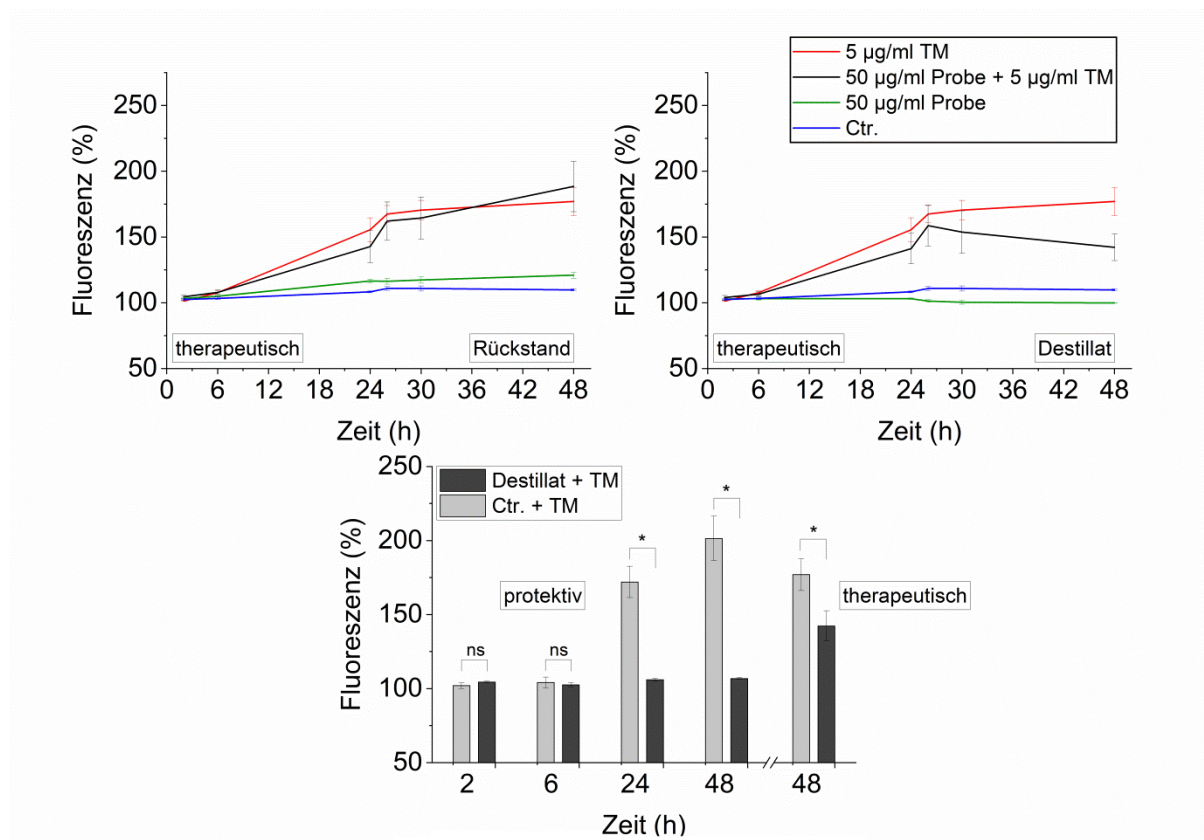 5 µg/ml TM
50 µg/ml Probe + 5 µg/ml TM
50 µg/ml Probe
Ctr.
Fluoreszenz (%)
250
200
150
100
50
therapeutisch
Rückstand
0 6 12 18 24 30 36 42 48
Zeit (h)
Fluoreszenz (%)
250
200
150
100
50
therapeutisch
Destillat
0 6 12 18 24 30 36 42 48
Zeit (h)
Fluoreszenz (%)
250
200
150
100
50
Destillat + TM
Ctr. + TM
*
*
*
protektiv
therapeutisch
ns
ns
2 6 24 48 // 48
Zeit (h)